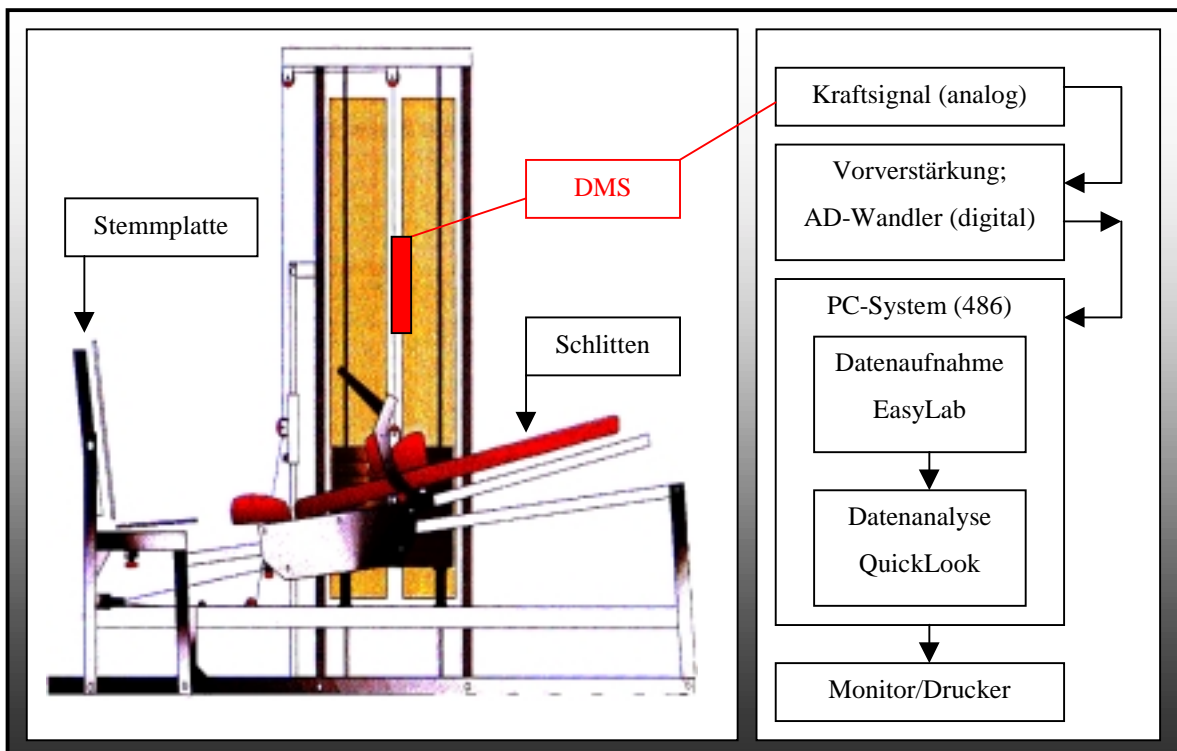 Stemmplatte
DMS
Schlitten
Kraftsignal (analog)
Vorverstärkung;
AD-Wandler (digital)
PC-System (486)
Datenaufnahme
EasyLab
Datenanalyse
QuickLook
Monitor/Drucker